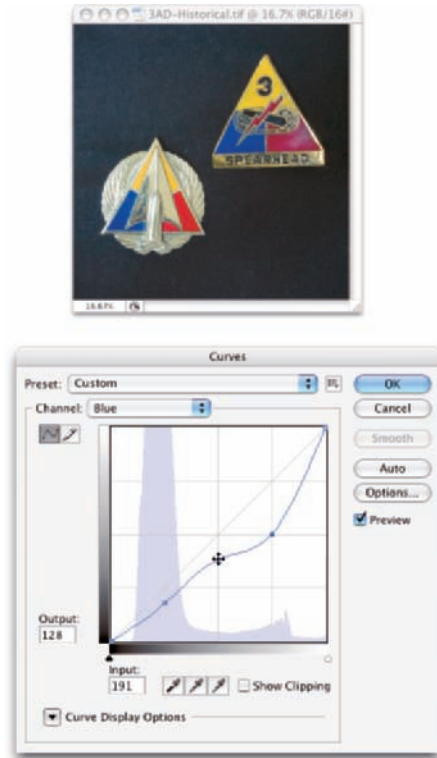 3AD-Historical.tif @ 16.7% (RGB/16#)
3
SPEARHEAD
16.67%
Curves
Preset: Custom
OK
Channel: Blue
Cancel
Smooth
Auto
Options...
Preview
Output:
128
Input:
191
Show Clipping
Curve Display Options